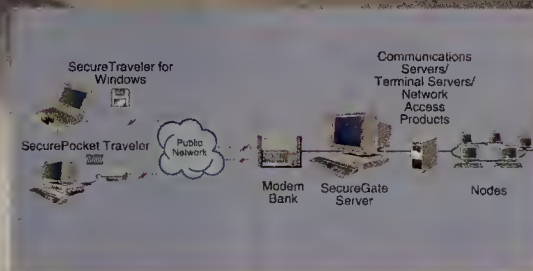 SecureTraveler for
Windows
SecurePocket Traveler
Public
Network
Modem
Bank
SecureGate
Server
Communications
Servers/
Terminal Servers/
Network
Access
Products
Nodes